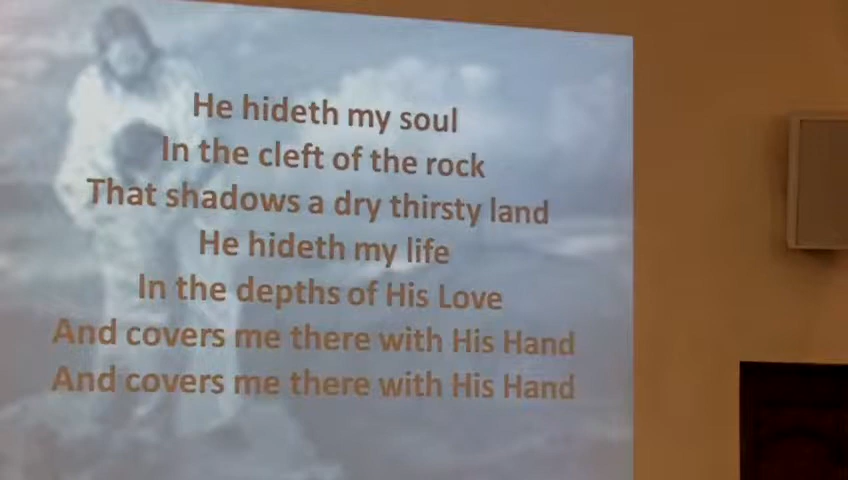 He hideth my soul
In the cleft of the rock
That shadows a dry thirsty land
He hideth my life
In the depths of His Love
And covers me there with His Hand
And covers me there with His Hand